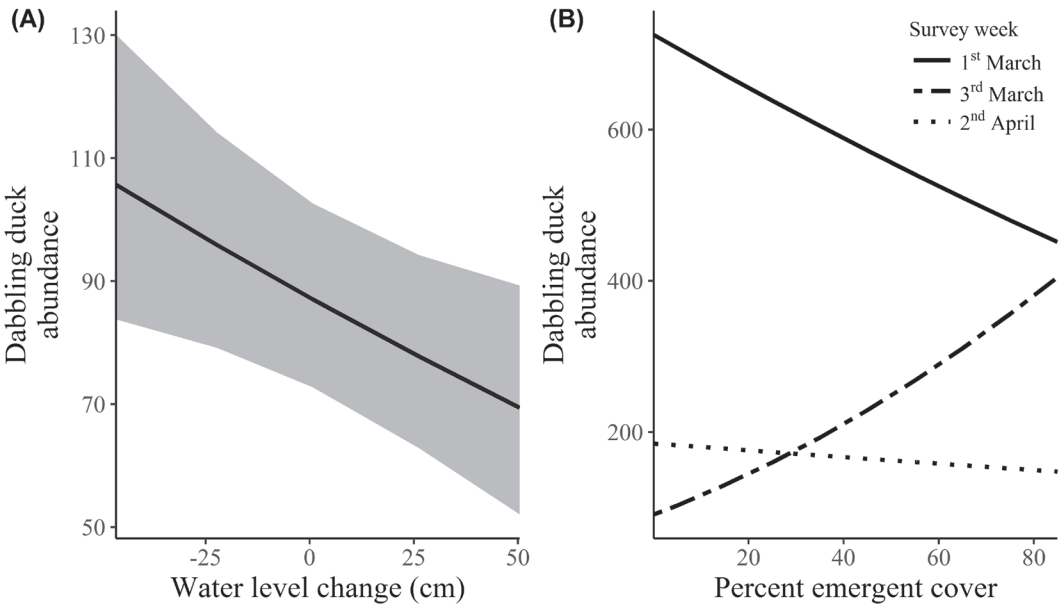 (A)
130
110
90
70
50
Dabbling duck
abundance
-25
0
25
50
Water level change (cm)
(B)
600
400
200
Dabbling duck
abundance
20
40
60
80
Percent emergent cover
Survey week
1st March
3rd March
2nd April